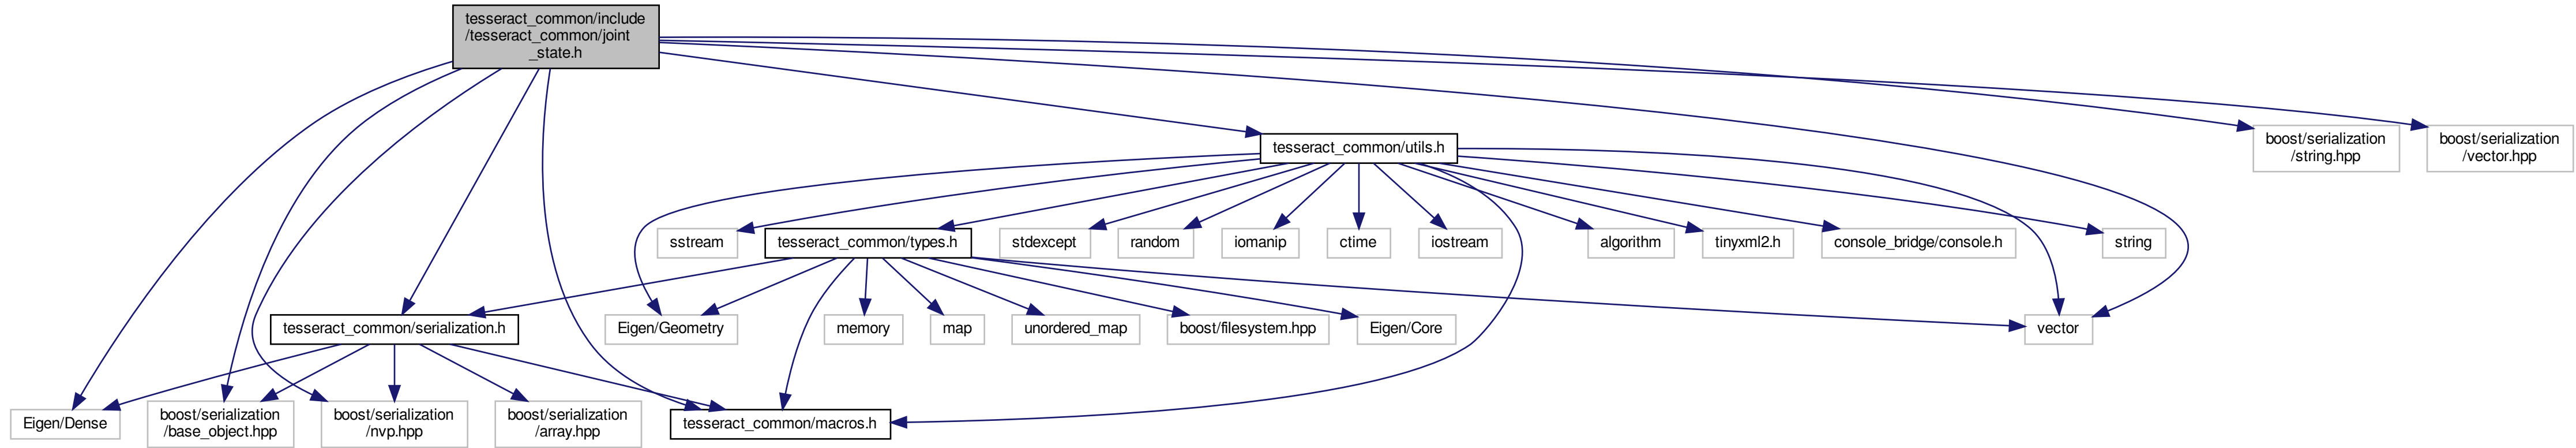 tesseract_common/include
/tesseract_common/joint
_state.h
tesseract_common/utils.h
boost/serialization
/string.hpp
boost/serialization
/vector.hpp
sstream
tesseract_common/types.h
stdexcept
random
iomanip
ctime
iostream
algorithm
tinyxml2.h
console_bridge/console.h
string
tesseract_common/serialization.h
Eigen/Geometry
memory
map
unordered_map
boost/filesystem.hpp
Eigen/Core
vector
Eigen/Dense
boost/serialization
/base_object.hpp
boost/serialization
/nvp.hpp
boost/serialization
/array.hpp
tesseract_common/macros.h